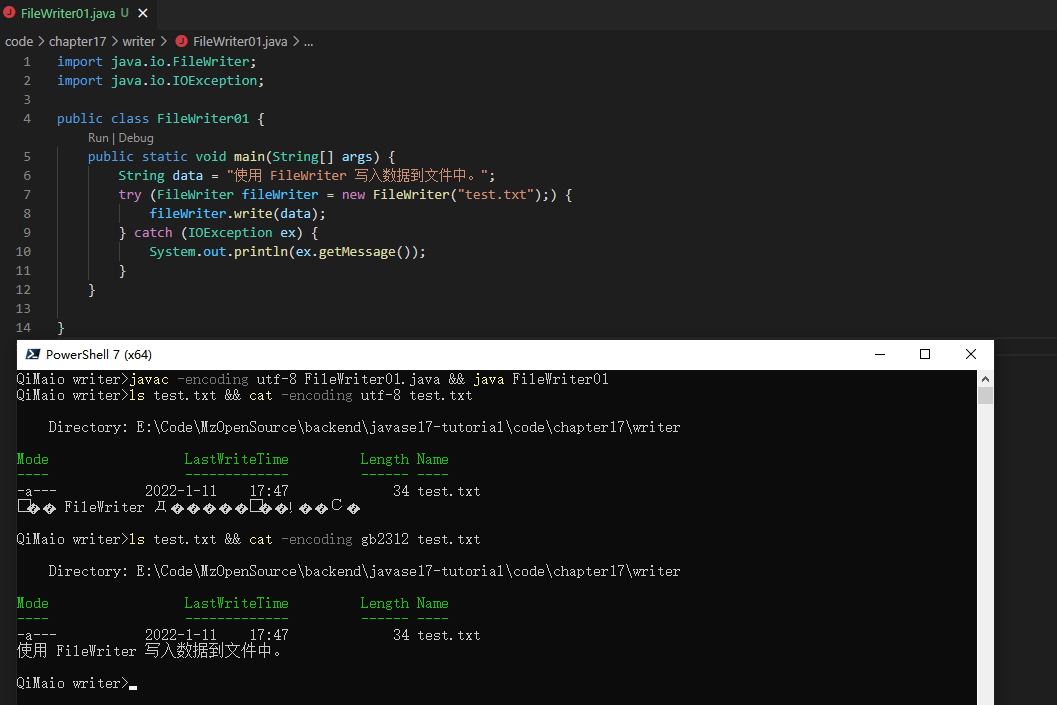 FileWriter01.java U
code > chapter17 > writer > FileWriter01.java > ...
1 import java.io.FileWriter;
2 import java.io.IOException;
3
4 public class FileWriter01 {
Run | Debug
5 public static void main(String[] args) {
6 String data = "使用 FileWriter 写入数据到文件中。";
7 try (FileWriter fileWriter = new FileWriter("test.txt");) {
8 fileWriter.write(data);
9 } catch (IOException ex) {
10 System.out.println(ex.getMessage());
11 }
12 }
13
14 }
PowerShell 7 (x64)
QiMaio writer>javac -encoding utf-8 FileWriter01.java && java FileWriter01
QiMaio writer>ls test.txt && cat -encoding utf-8 test.txt
Directory: E:\Code\MzOpenSource\backend\javase17-tutorial\code\chapter17\writer
Mode LastWriteTime Length Name
---- ------------- ------ ----
-a--- 2022-1-11 17:47 34 test.txt
�� FileWriter Д�������!��С�
QiMaio writer>ls test.txt && cat -encoding gb2312 test.txt
Directory: E:\Code\MzOpenSource\backend\javase17-tutorial\code\chapter17\writer
Mode LastWriteTime Length Name
---- ------------- ------ ----
-a--- 2022-1-11 17:47 34 test.txt
使用 FileWriter 写入数据到文件中。
QiMaio writer>